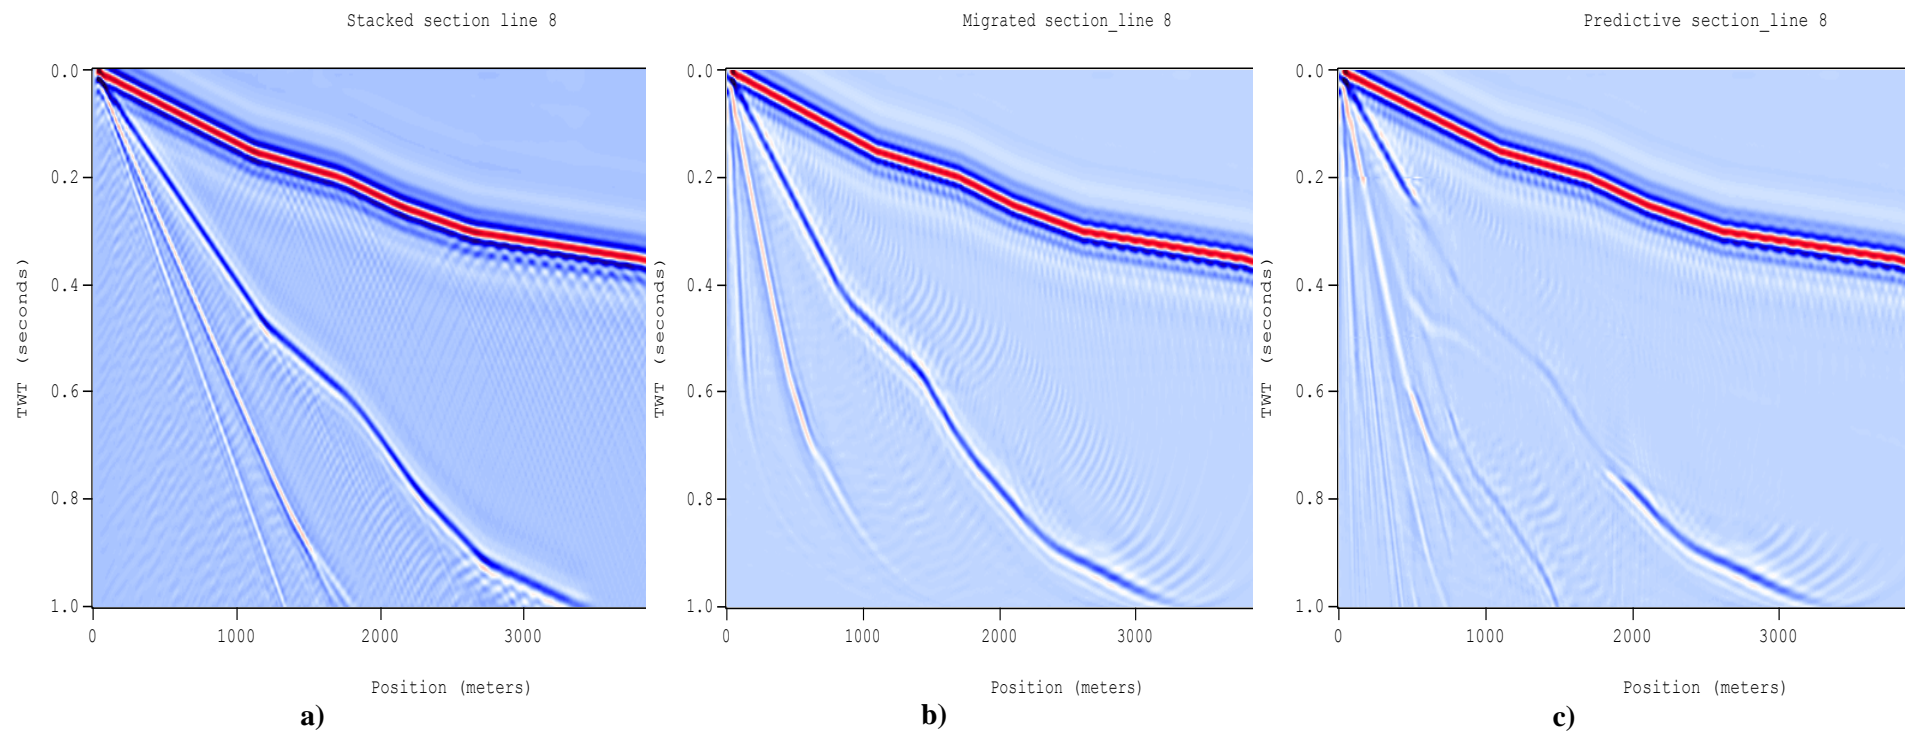 Stacked section line 8
Migrated section_line 8
Predictive section_line 8
0.0
0.2
0.4
0.6
0.8
1.0
TWT (seconds)
0 1000 2000 3000
Position (meters)
a)
0.0
0.2
0.4
0.6
0.8
1.0
TWT (seconds)
0 1000 2000 3000
Position (meters)
b)
0.0
0.2
0.4
0.6
0.8
1.0
TWT (seconds)
0 1000 2000 3000
Position (meters)
c)